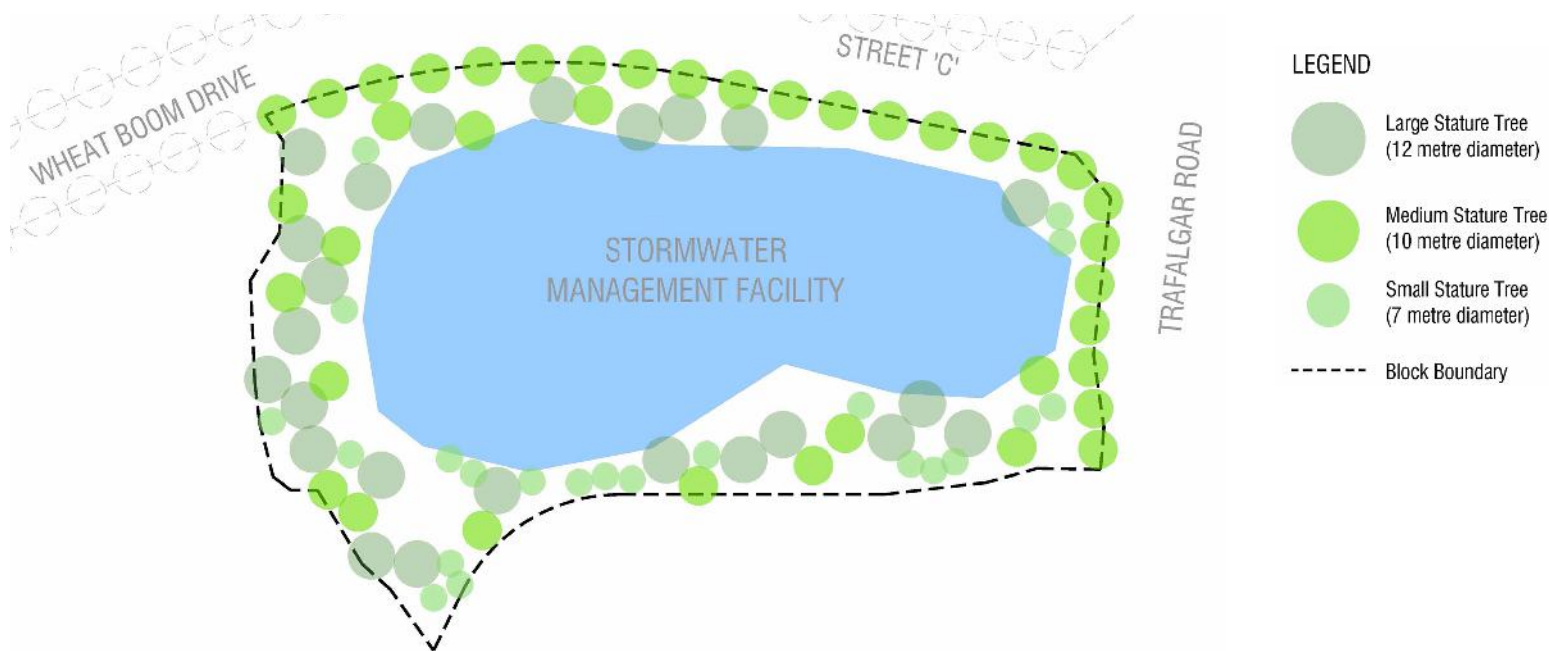 WHEAT BOOM DRIVE
STREET 'C'
STORMWATER
MANAGEMENT FACILITY
TRAFALGAR ROAD
LEGEND
Large Stature Tree
(12 metre diameter)
Medium Stature Tree
(10 metre diameter)
Small Stature Tree
(7 metre diameter)
Block Boundary